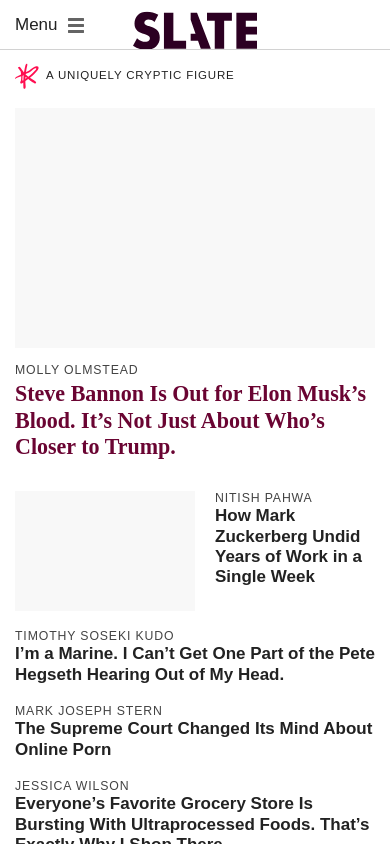 Menu
SLATE
A UNIQUELY CRYPTIC FIGURE
MOLLY OLMSTEAD
Steve Bannon Is Out for Elon Musk’s
Blood. It’s Not Just About Who’s
Closer to Trump.
NITISH PAHWA
How Mark
Zuckerberg Undid
Years of Work in a
Single Week
TIMOTHY SOSEKI KUDO
I’m a Marine. I Can’t Get One Part of the Pete
Hegseth Hearing Out of My Head.
MARK JOSEPH STERN
The Supreme Court Changed Its Mind About
Online Porn
JESSICA WILSON
Everyone’s Favorite Grocery Store Is
Bursting With Ultraprocessed Foods. That’s
Exactly Why I Shop There.